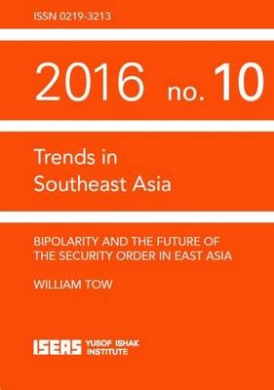 ISSN 0219-3213
2016 no. 10
Trends in
Southeast Asia
BIPOLARITY AND THE FUTURE OF
THE SECURITY ORDER IN EAST ASIA
WILLIAM TOW
ISEAS YUSOF ISHAK
INSTITUTE